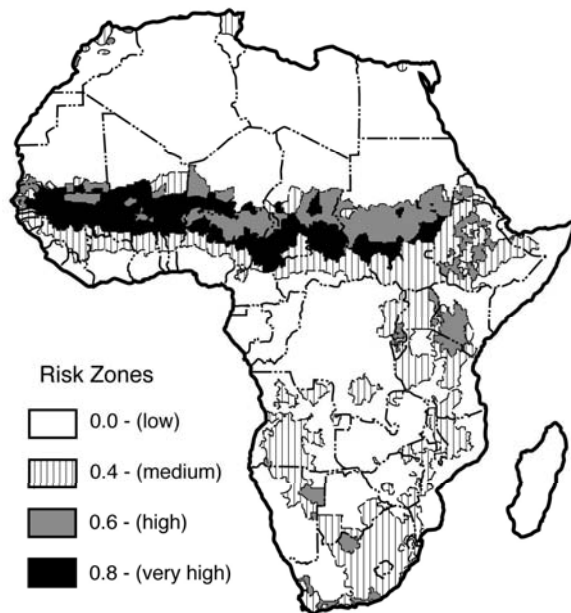 Risk Zones
0.0 - (low)
0.4 - (medium)
0.6 - (high)
0.8 - (very high)